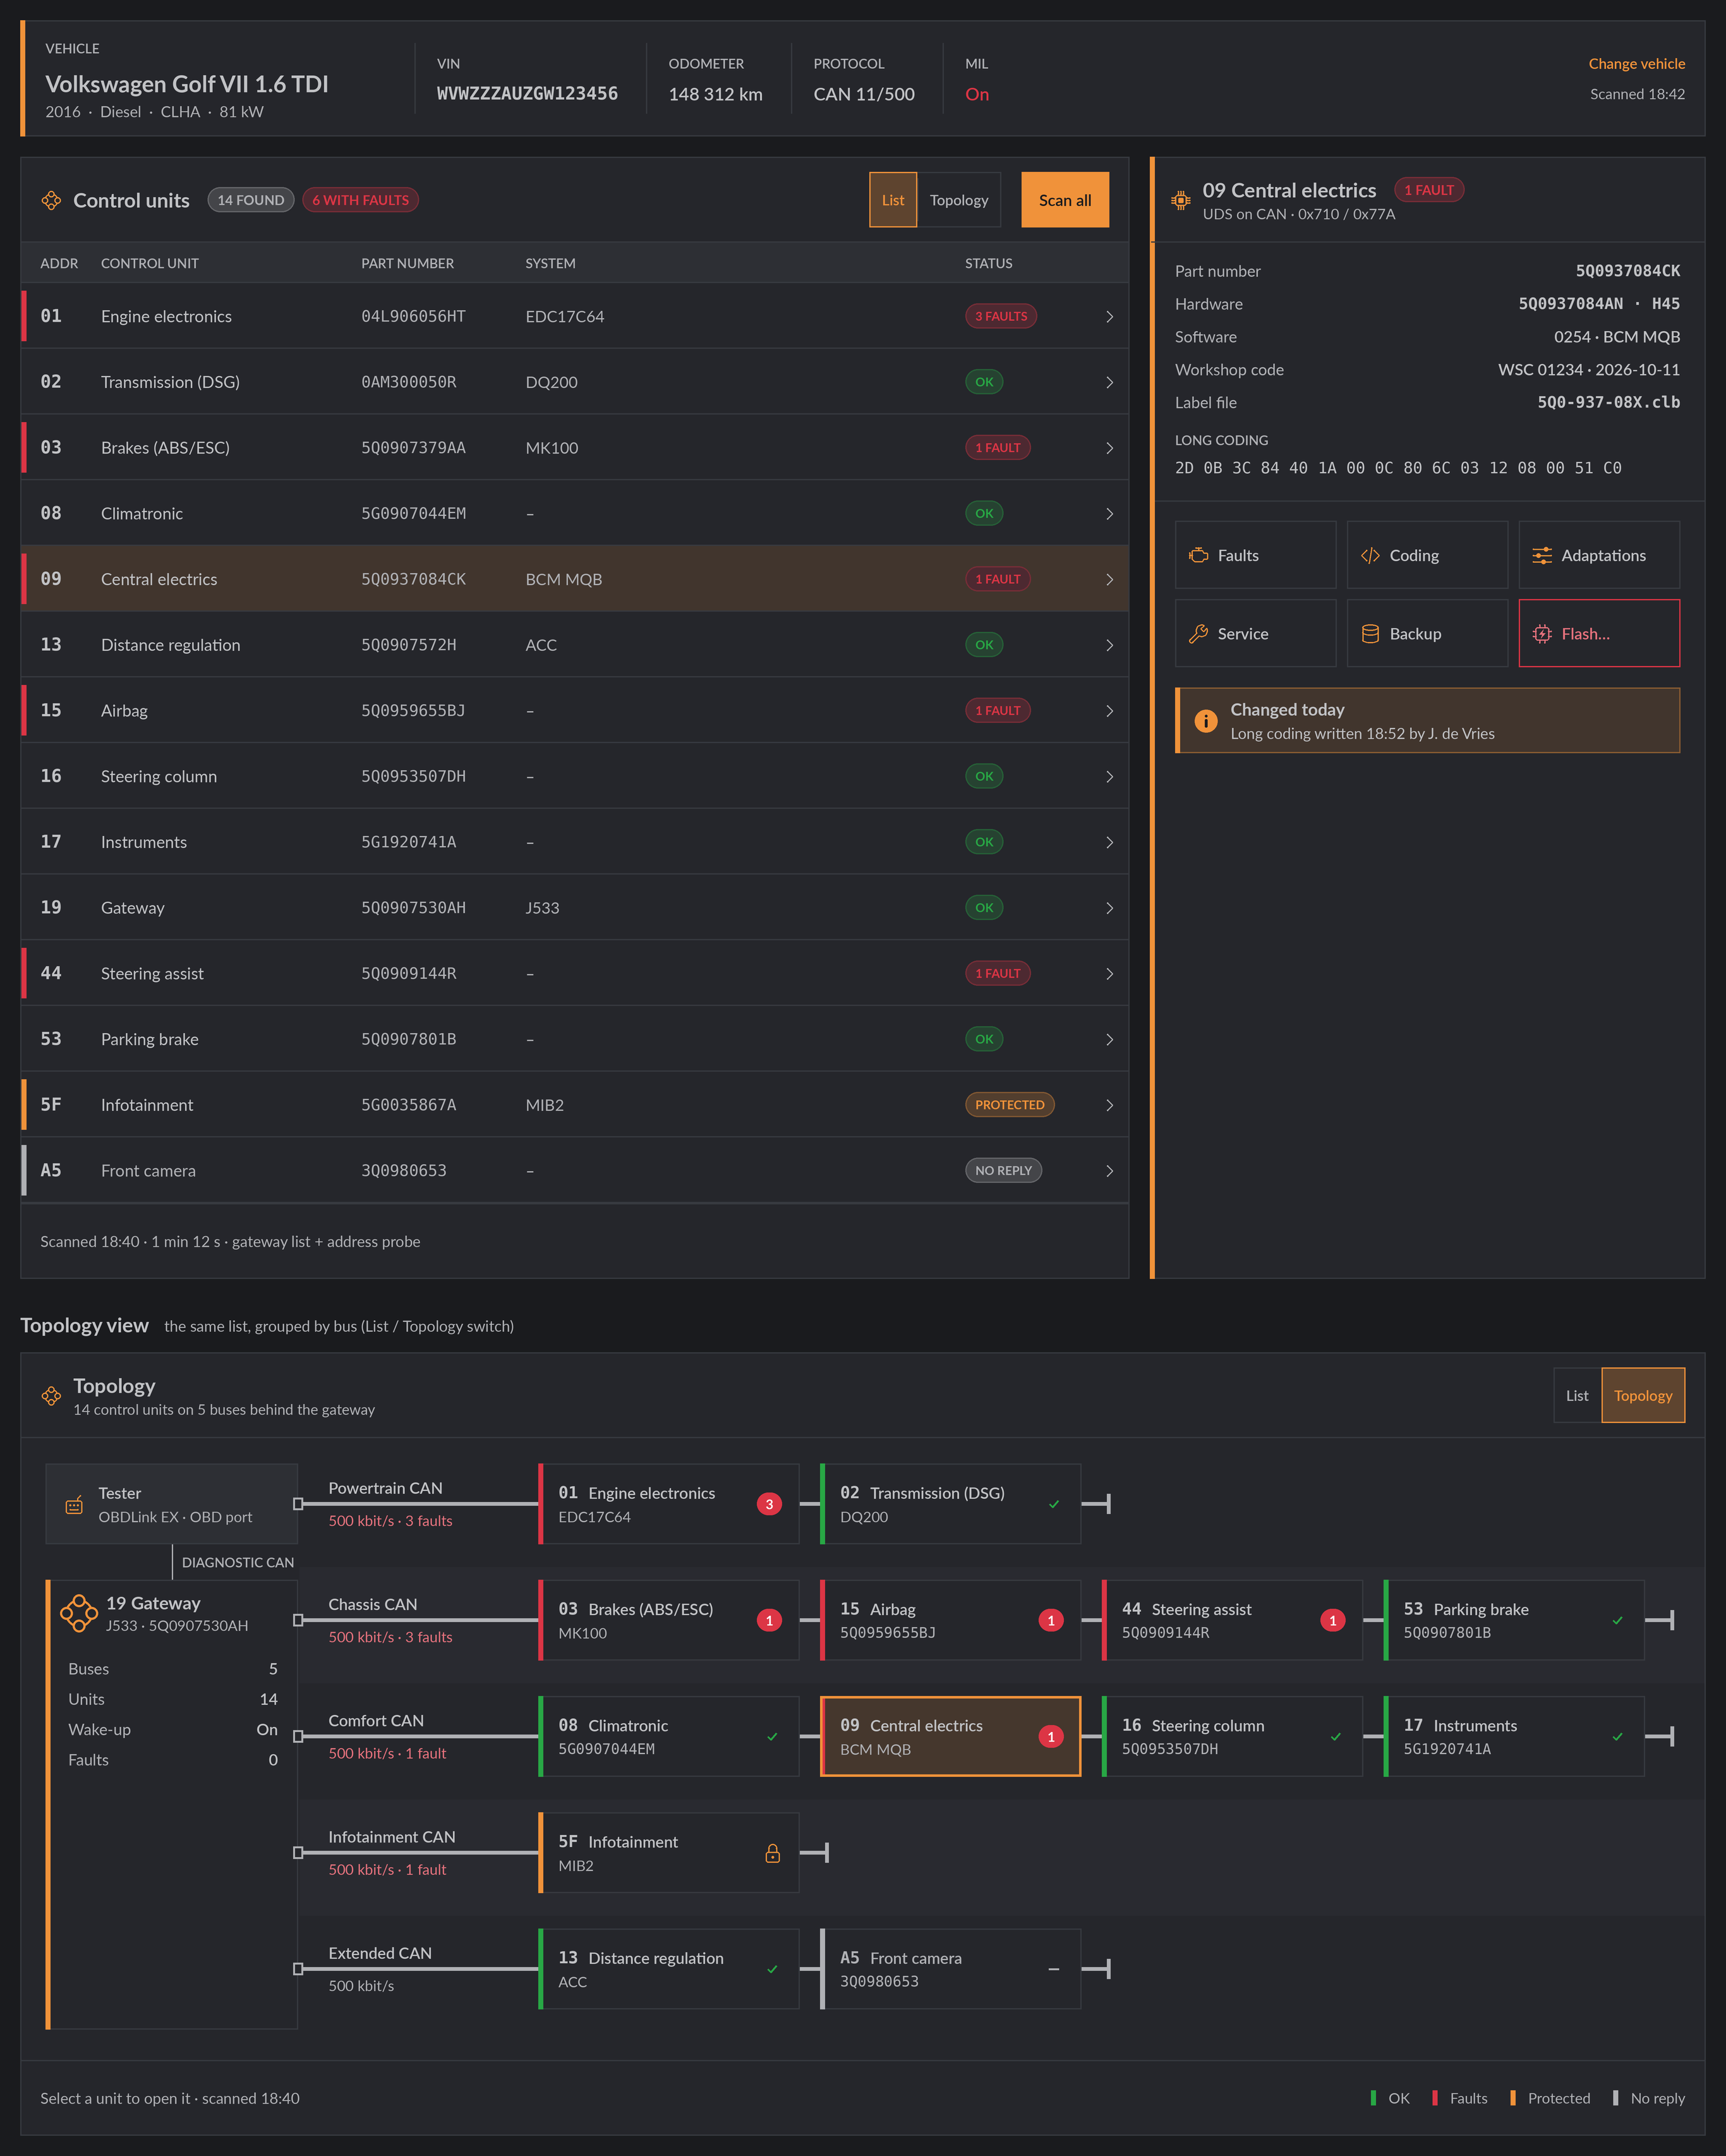 VEHICLE
Volkswagen Golf VII 1.6 TDI
2016 · Diesel · CLHA · 81 kW
VIN
WVWZZZAUZGW123456
ODOMETER
148 312 km
PROTOCOL
CAN 11/500
MIL
On
Change vehicle
Scanned 18:42
Control units 14 FOUND 6 WITH FAULTS List Topology Scan all
ADDR CONTROL UNIT PART NUMBER SYSTEM STATUS
01 Engine electronics 04L906056HT EDC17C64 3 FAULTS
02 Transmission (DSG) 0AM300050R DQ200 OK
03 Brakes (ABS/ESC) 5Q0907379AA MK100 1 FAULT
08 Climatronic 5G0907044EM – OK
09 Central electrics 5Q0937084CK BCM MQB 1 FAULT
13 Distance regulation 5Q0907572H ACC OK
15 Airbag 5Q0959655BJ – 1 FAULT
16 Steering column 5Q0953507DH – OK
17 Instruments 5G1920741A – OK
19 Gateway 5Q0907530AH J533 OK
44 Steering assist 5Q0909144R – 1 FAULT
53 Parking brake 5Q0907801B – OK
5F Infotainment 5G0035867A MIB2 PROTECTED
A5 Front camera 3Q0980653 – NO REPLY
Scanned 18:40 · 1 min 12 s · gateway list + address probe
09 Central electrics 1 FAULT
UDS on CAN · 0x710 / 0x77A
Part number 5Q0937084CK
Hardware 5Q0937084AN · H45
Software 0254 · BCM MQB
Workshop code WSC 01234 · 2026-10-11
Label file 5Q0-937-08X.clb
LONG CODING
2D 0B 3C 84 40 1A 00 0C 80 6C 03 12 08 00 51 C0
Faults Coding Adaptations
Service Backup Flash...
Changed today
Long coding written 18:52 by J. de Vries
Topology view the same list, grouped by bus (List / Topology switch)
Topology
14 control units on 5 buses behind the gateway
List Topology
Tester
OBDLink EX · OBD port
DIAGNOSTIC CAN
19 Gateway
J533 · 5Q0907530AH
Buses 5
Units 14
Wake-up On
Faults 0
Powertrain CAN
500 kbit/s · 3 faults
01 Engine electronics
EDC17C64
3
02 Transmission (DSG)
DQ200
Chassis CAN
500 kbit/s · 3 faults
03 Brakes (ABS/ESC)
MK100
1
15 Airbag
5Q0959655BJ
1
44 Steering assist
5Q0909144R
1
53 Parking brake
5Q0907801B
Comfort CAN
500 kbit/s · 1 fault
08 Climatronic
5G0907044EM
09 Central electrics
BCM MQB
1
16 Steering column
5Q0953507DH
17 Instruments
5G1920741A
Infotainment CAN
500 kbit/s · 1 fault
5F Infotainment
MIB2
Extended CAN
500 kbit/s
13 Distance regulation
ACC
A5 Front camera
3Q0980653
–
Select a unit to open it · scanned 18:40
OK Faults Protected No reply